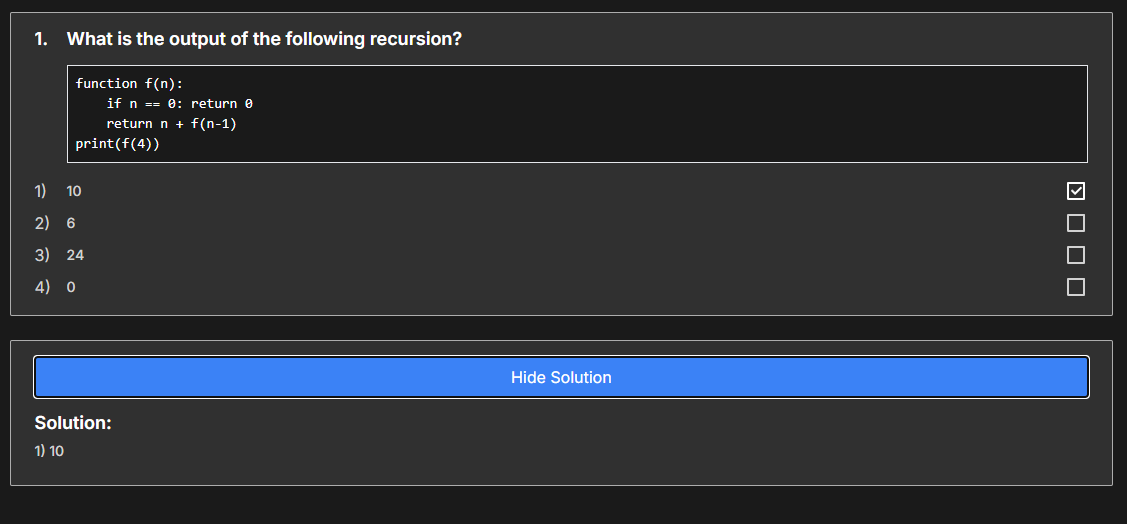 1. What is the output of the following recursion?
function f(n):
    if n == 0: return 0
    return n + f(n-1)
print(f(4))
1) 10
2) 6
3) 24
4) 0
Hide Solution
Solution:
1) 10